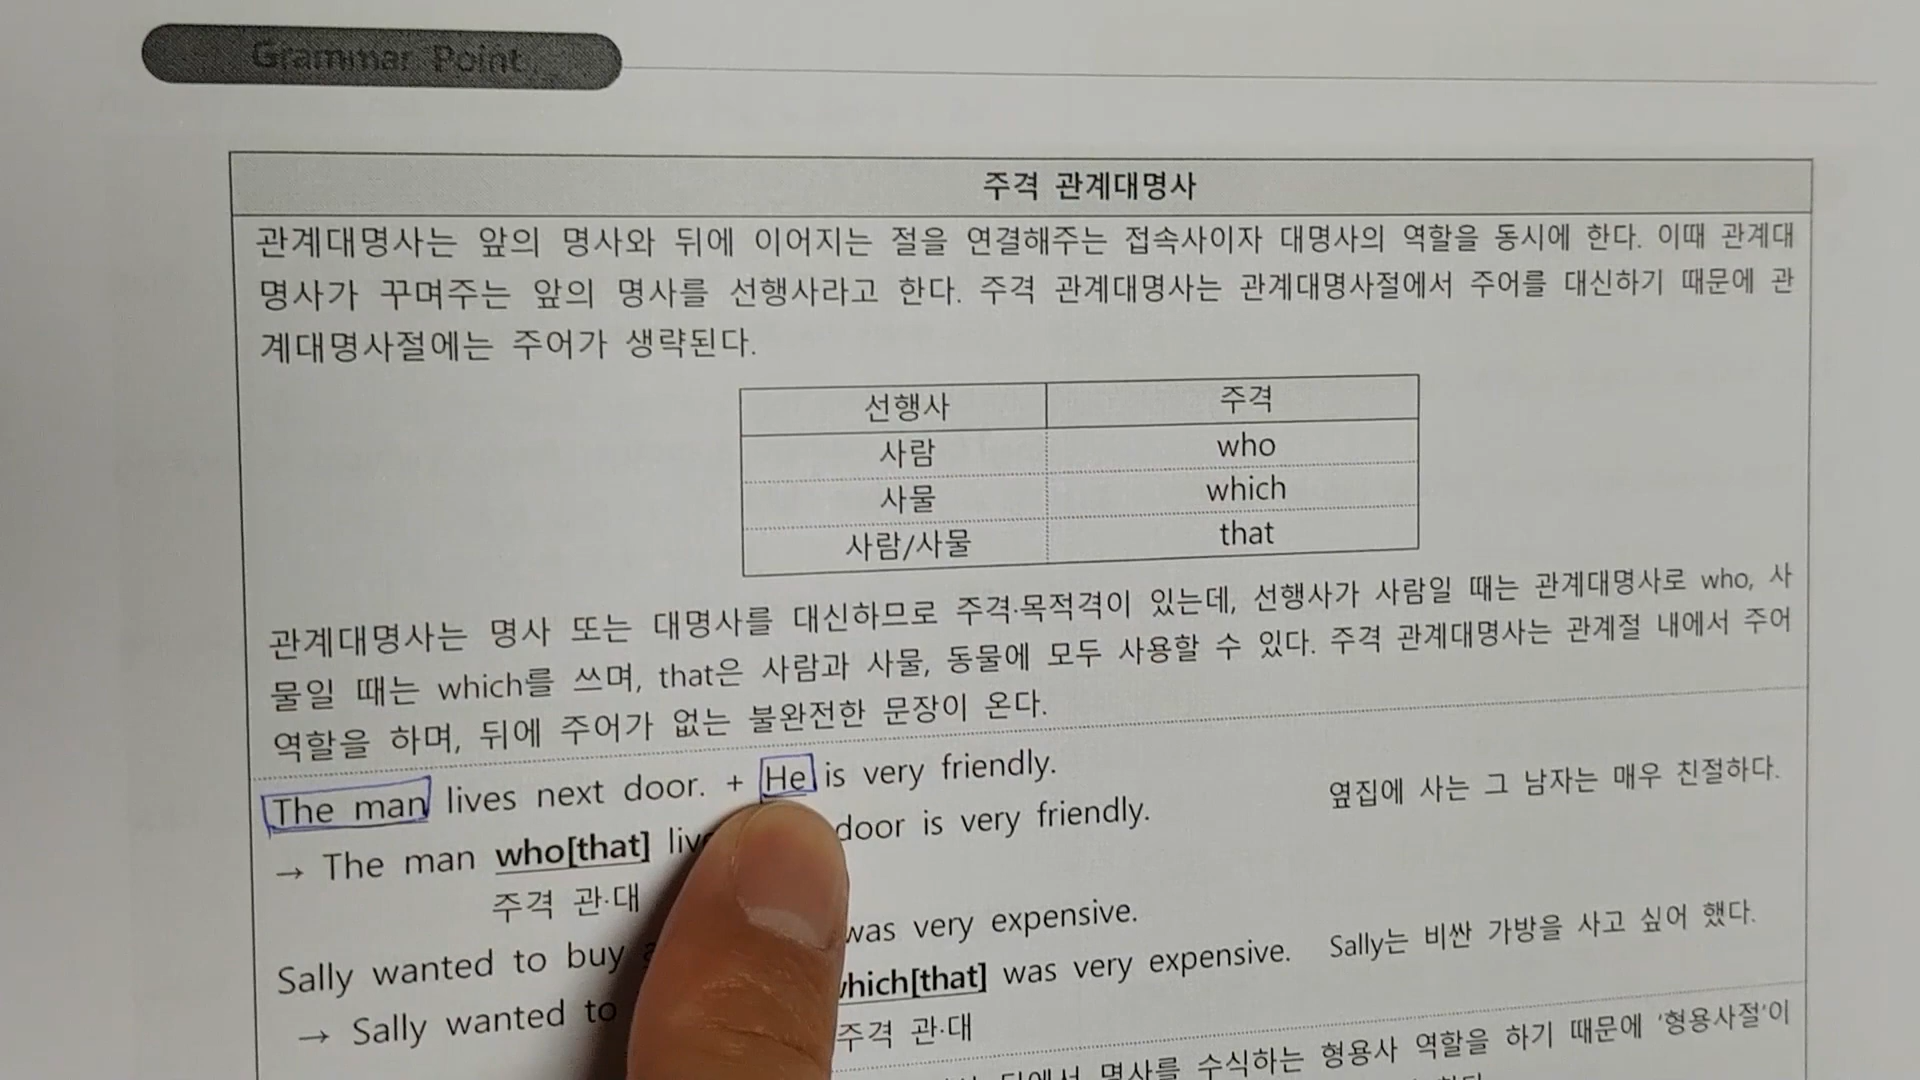 Grammar Point
주격 관계대명사
관계대명사는 앞의 명사와 뒤에 이어지는 절을 연결해주는 접속사이자 대명사의 역할을 동시에 한다. 이때 관계대
명사가 꾸며주는 앞의 명사를 선행사라고 한다. 주격 관계대명사는 관계대명사절에서 주어를 대신하기 때문에 관
계대명사절에는 주어가 생략된다.
선행사 주격
사람 who
사물 which
사람/사물 that
관계대명사는 명사 또는 대명사를 대신하므로 주격·목적격이 있는데, 선행사가 사람일 때는 관계대명사로 who, 사
물일 때는 which를 쓰며, that은 사람과 사물, 동물에 모두 사용할 수 있다. 주격 관계대명사는 관계절 내에서 주어
역할을 하며, 뒤에 주어가 없는 불완전한 문장이 온다.
The man lives next door. + He is very friendly. 옆집에 사는 그 남자는 매우 친절하다.
→ The man who[that] door is very friendly.
주격 관·대
Sally wanted to buy was very expensive.
→ Sally wanted to which[that] was very expensive. Sally는 비싼 가방을 사고 싶어 했다.
주격 관·대
뒤에서 명사를 수식하는 형용사 역할을 하기 때문에 '형용사절'이